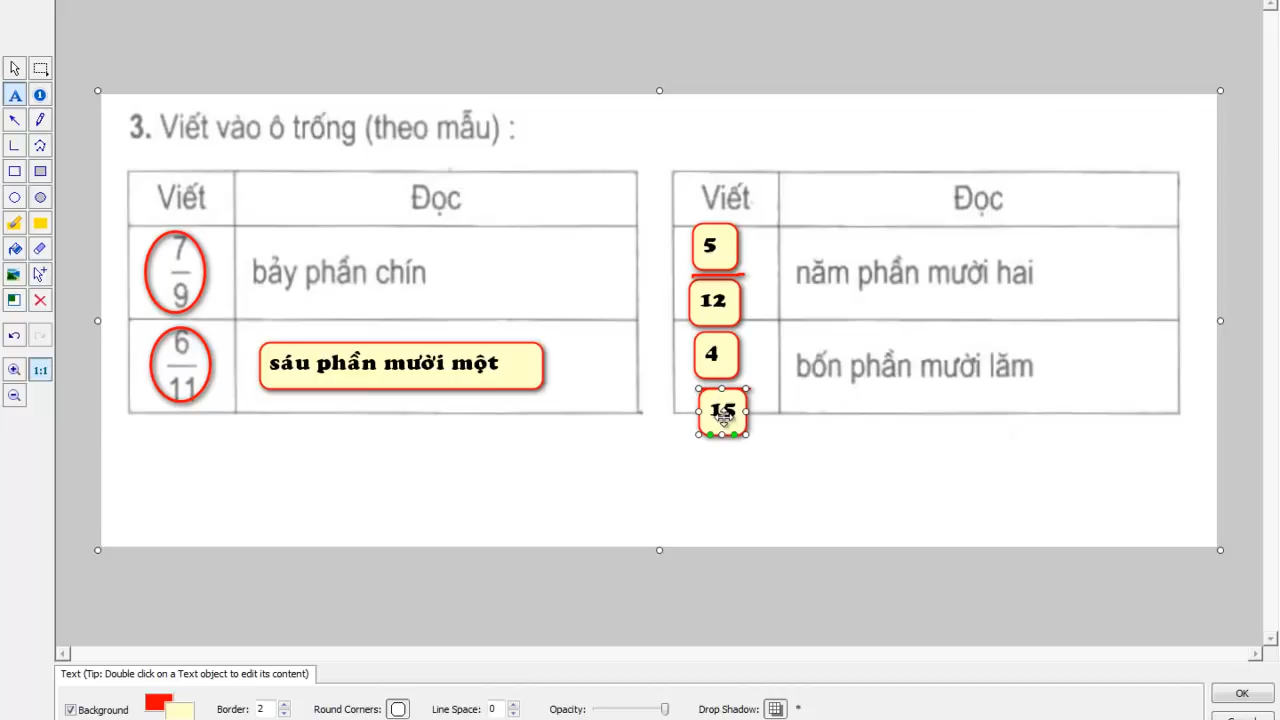 3. Viết vào ô trống (theo mẫu) :
Viết
Đọc
7
9
bảy phần chín
6
11
sáu phần mười một
Viết
Đọc
5
12
năm phần mười hai
4
15
bốn phần mười lăm
Text (Tip: Double click on a Text object to edit its content)
Background
Border: 2
Round Corners:
Line Space: 0
Opacity:
Drop Shadow:
OK
1:1
A